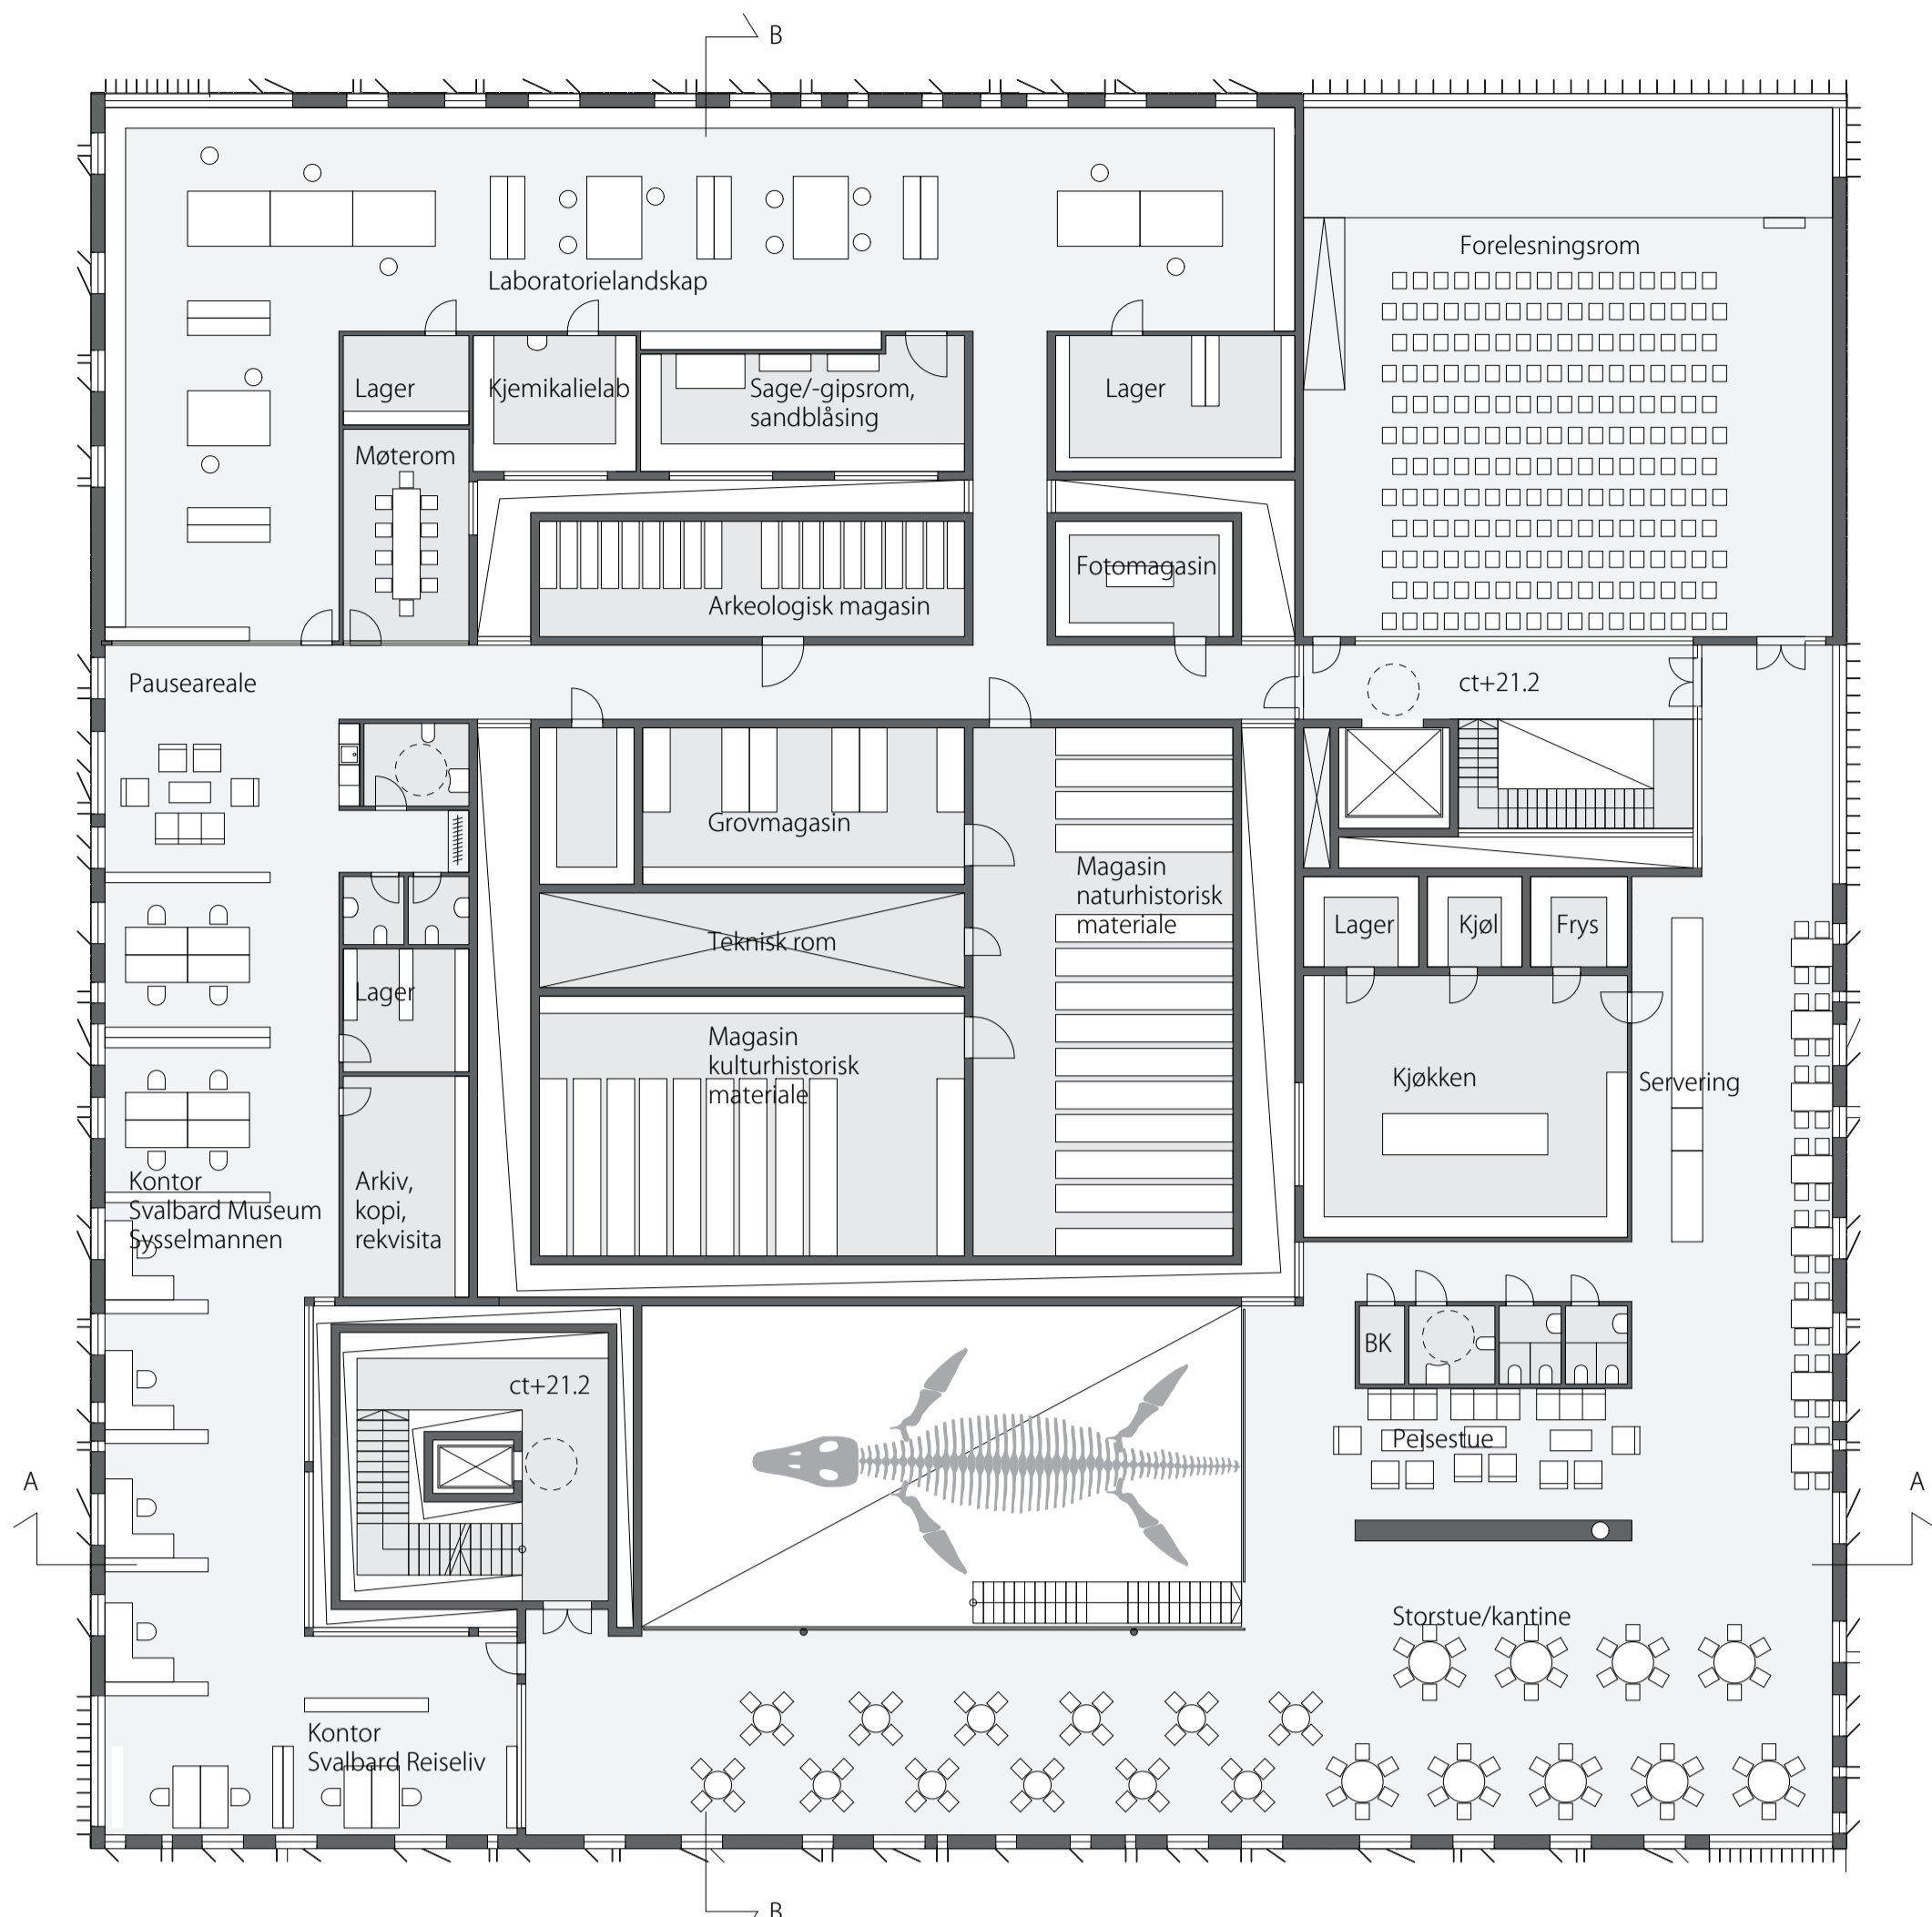 B
Forelesningsrom
Laboratorielandskap
Lager
Kjemikalielab
Sage/-gipsrom,
sandblåsing
Lager
Møterom
Fotomagasin
Arkeologisk magasin
Pauseareale
ct+21.2
Grovmagasin
Magasin
naturhistorisk
materiale
Lager
Kjøl
Frys
Teknisk rom
Lager
Magasin
kulturhistorisk
materiale
Kjøkken
Servering
Kontor
Svalbard Museum
Sysselmannen
Arkiv,
kopi,
rekvisita
BK
ct+21.2
Peisestue
A
A
Storstue/kantine
Kontor
Svalbard Reiseliv
B